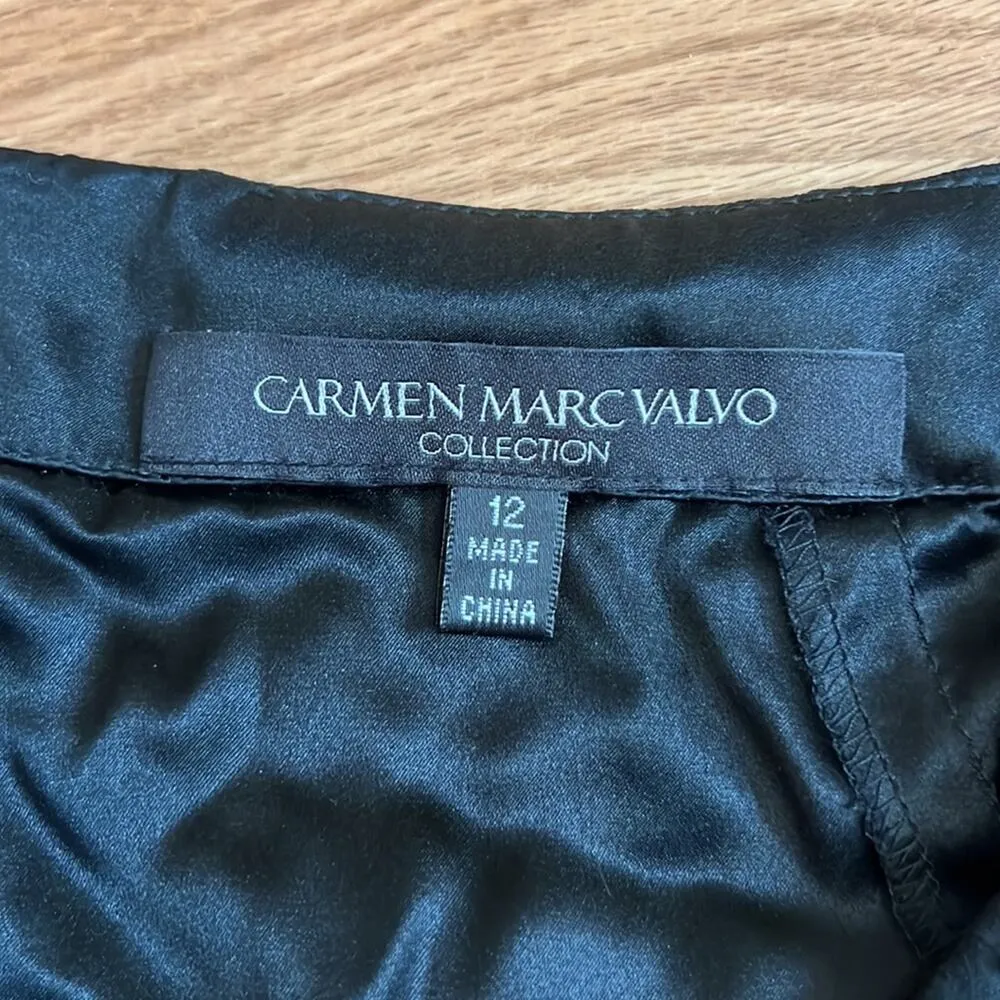 CARMEN MARC VALVO
COLLECTION
12
MADE
IN
CHINA